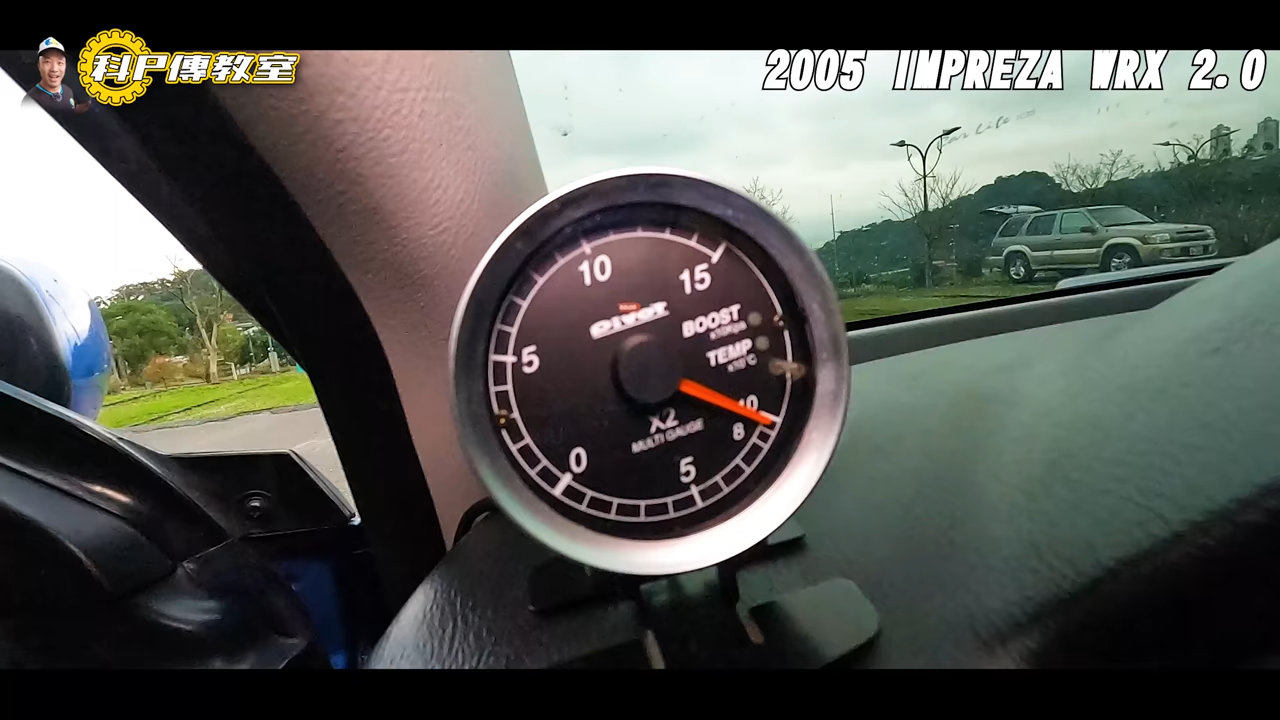 科P傳教室
2005 IMPREZA WRX 2.0
10
15
pivot
BOOST
TEMP
5
10
X2
MULTI GAUGE
8
0
5